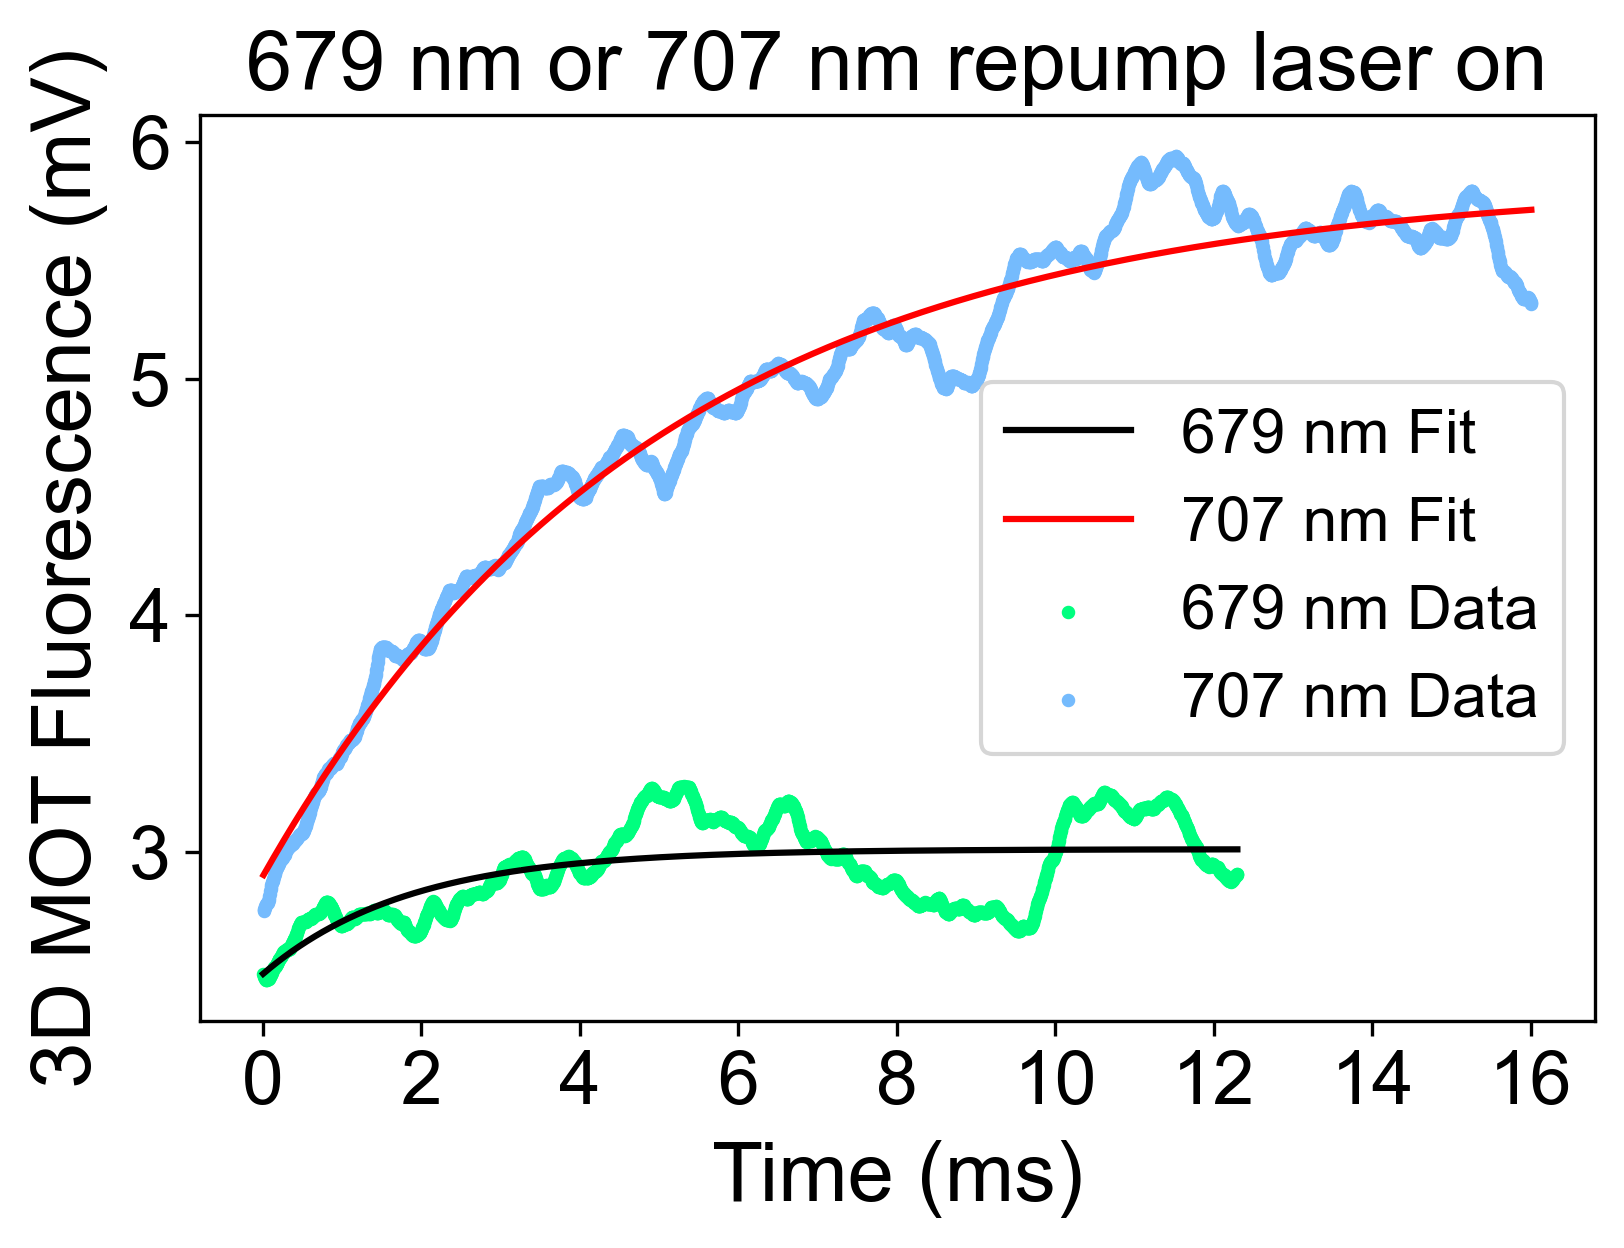 679 nm or 707 nm repump laser on
3D MOT Fluorescence (mV)
6
5
4
3
679 nm Fit
707 nm Fit
679 nm Data
707 nm Data
0 2 4 6 8 10 12 14 16
Time (ms)